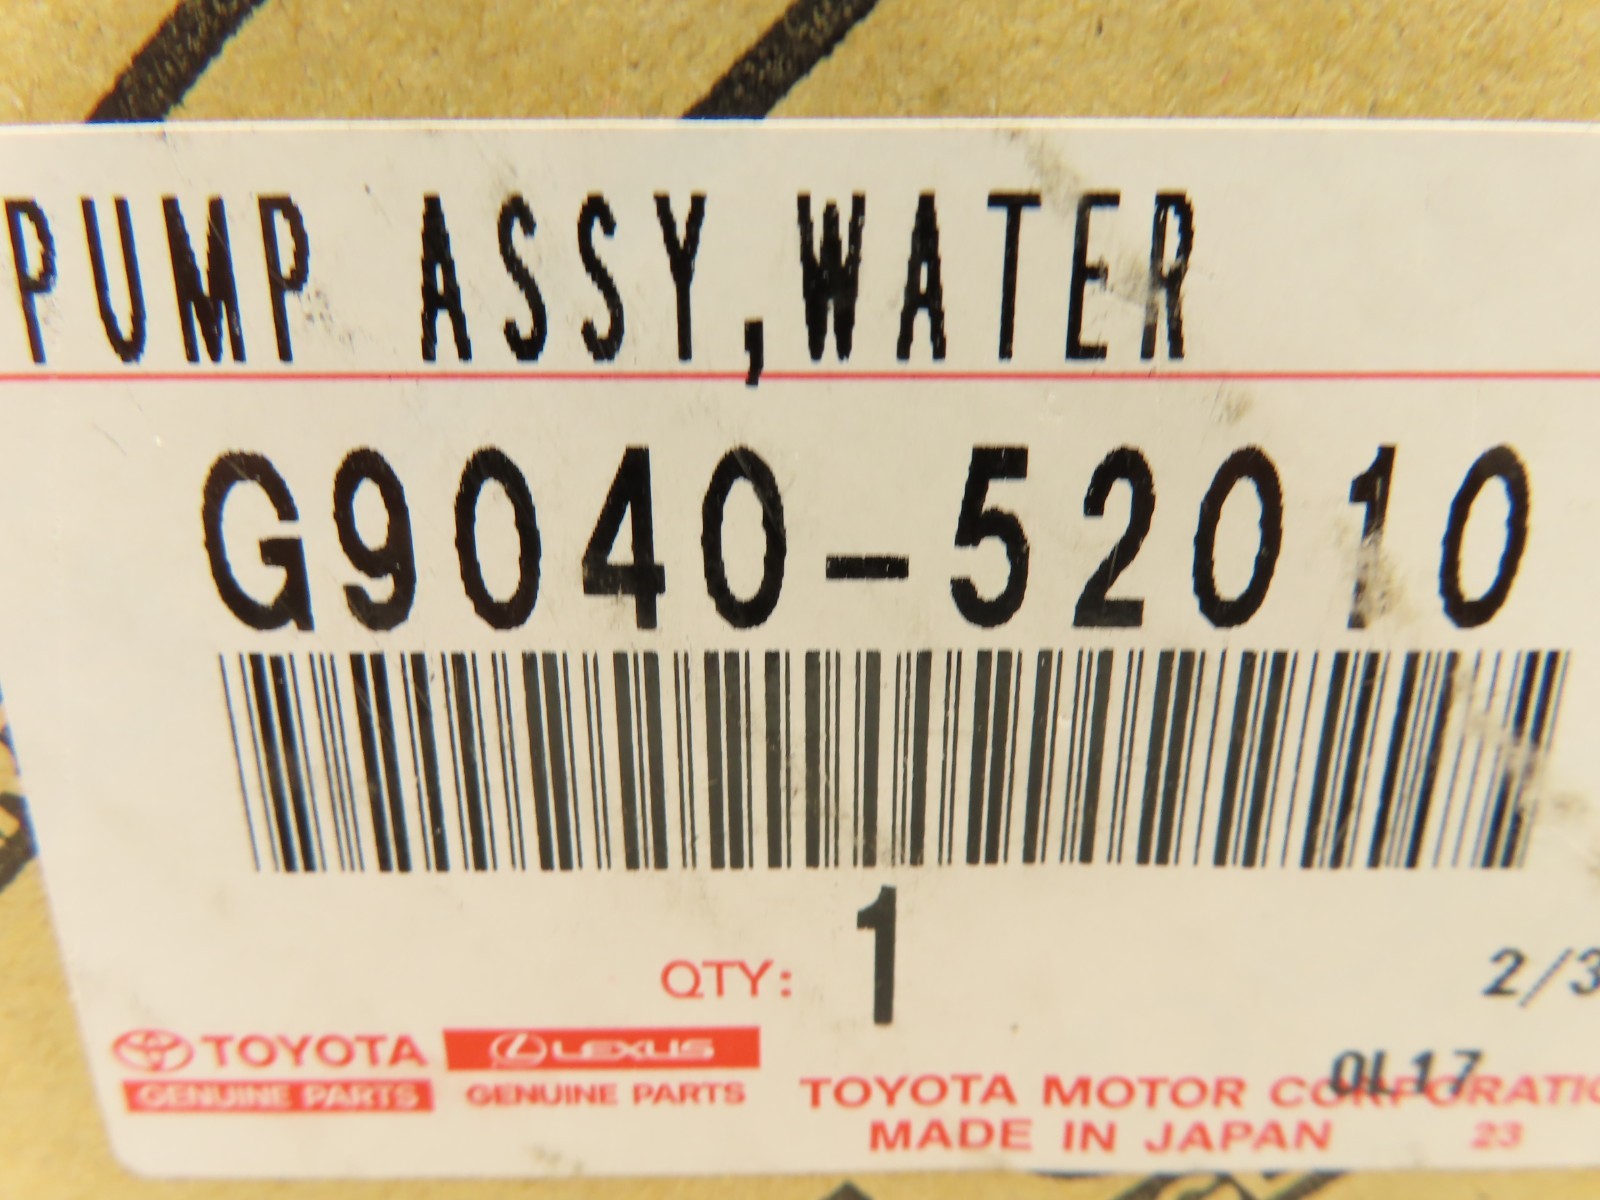 PUMP ASSY,WATER
G9040-52010
QTY: 1
2/3
TOYOTA LEXUS
GENUINE PARTS GENUINE PARTS
0L17
TOYOTA MOTOR CORPORATIO
MADE IN JAPAN 23